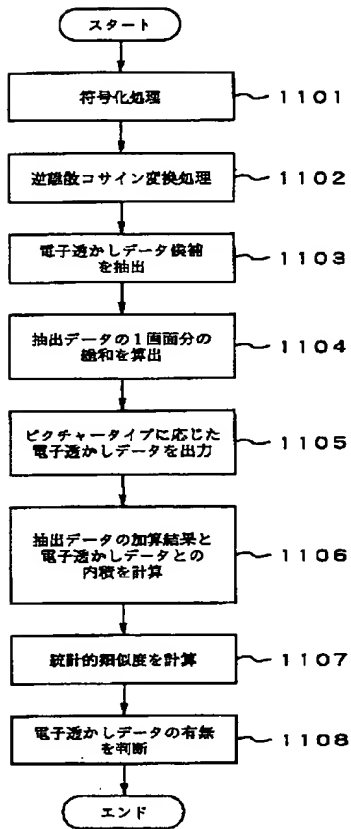 スタート
符号化処理
1101
逆離散コサイン変換処理
1102
電子透かしデータ候補
を抽出
1103
抽出データの1画面分の
総和を算出
1104
ピクチャータイプに応じた
電子透かしデータを出力
1105
抽出データの加算結果と
電子透かしデータとの
内積を計算
1106
統計的類似度を計算
1107
電子透かしデータの有無
を判断
1108
エンド